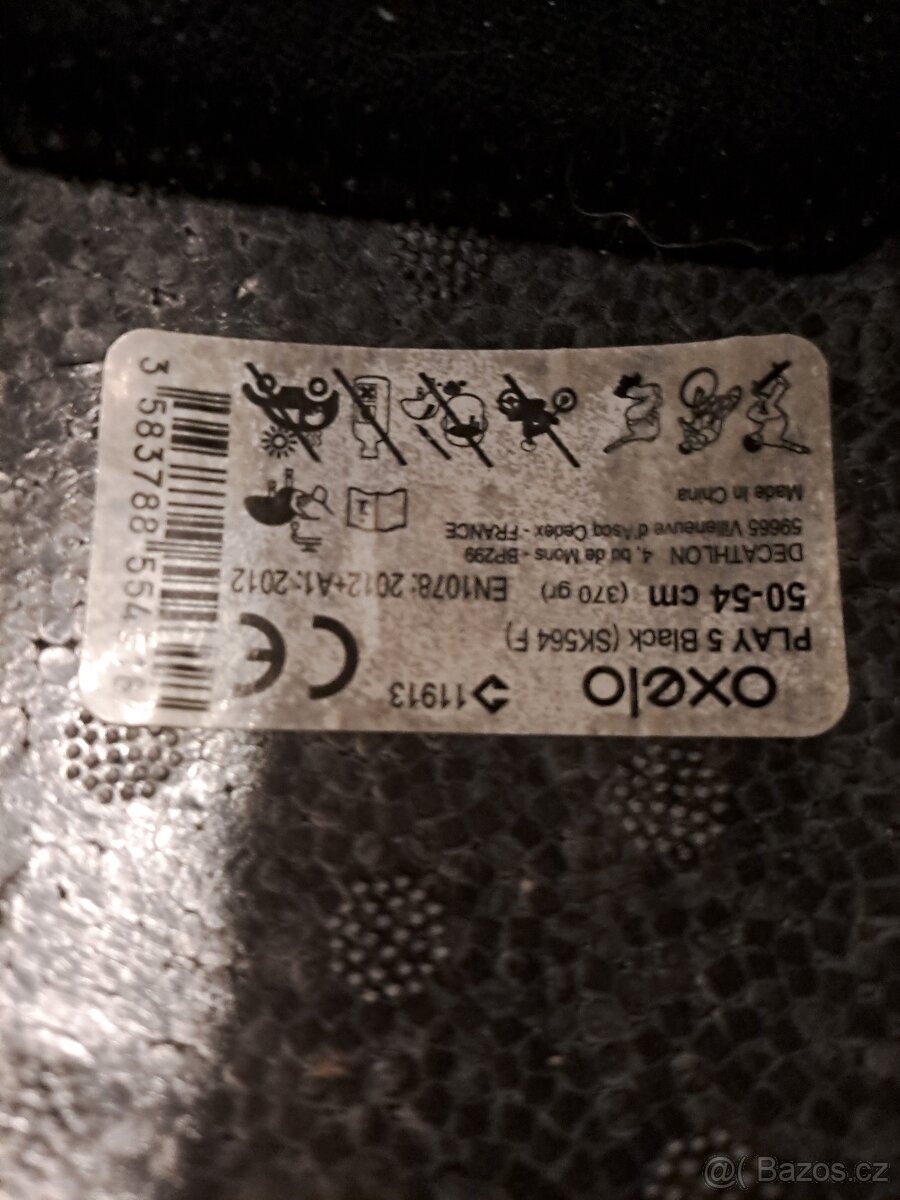 oxelo
11913
CE
PLAY 5 Black (SK564 F)
50-54 cm (370 gr)
EN1078: 2012+A1: 2012
DECATHLON 4, bd de Mons - BP299
59665 Villeneuve d'Ascq Cedex - FRANCE
Made in China
3 583788 554
@( Bazos.cz